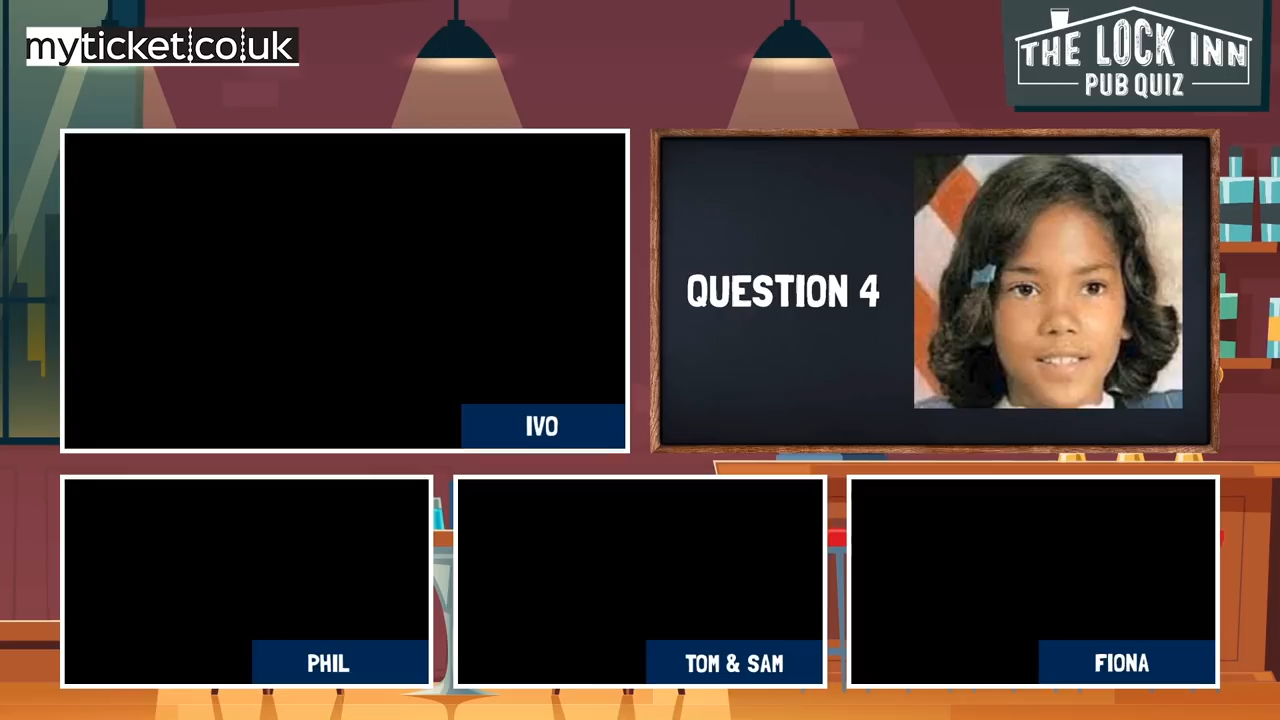 myticket.co.uk
THE LOCK INN
PUB QUIZ
QUESTION 4
IVO
PHIL
TOM & SAM
FIONA